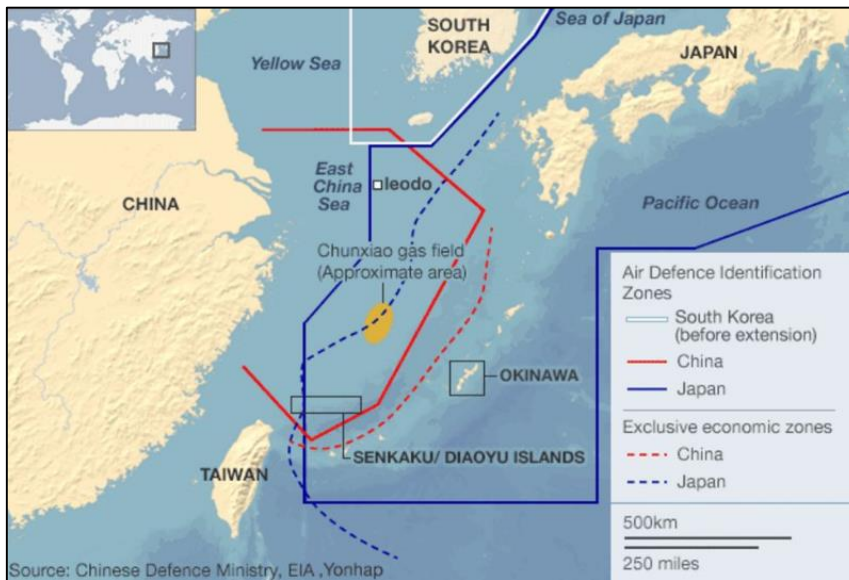 SOUTH
KOREA
Sea of Japan
JAPAN
Yellow Sea
East
China
Sea
Ieodo
CHINA
Pacific Ocean
Chunxiao gas field
(Approximate area)
OKINAWA
SENKAKU/ DIAOYU ISLANDS
TAIWAN
Air Defence Identification
Zones
South Korea
(before extension)
China
Japan
Exclusive economic zones
China
Japan
500km
250 miles
Source: Chinese Defence Ministry, EIA ,Yonhap